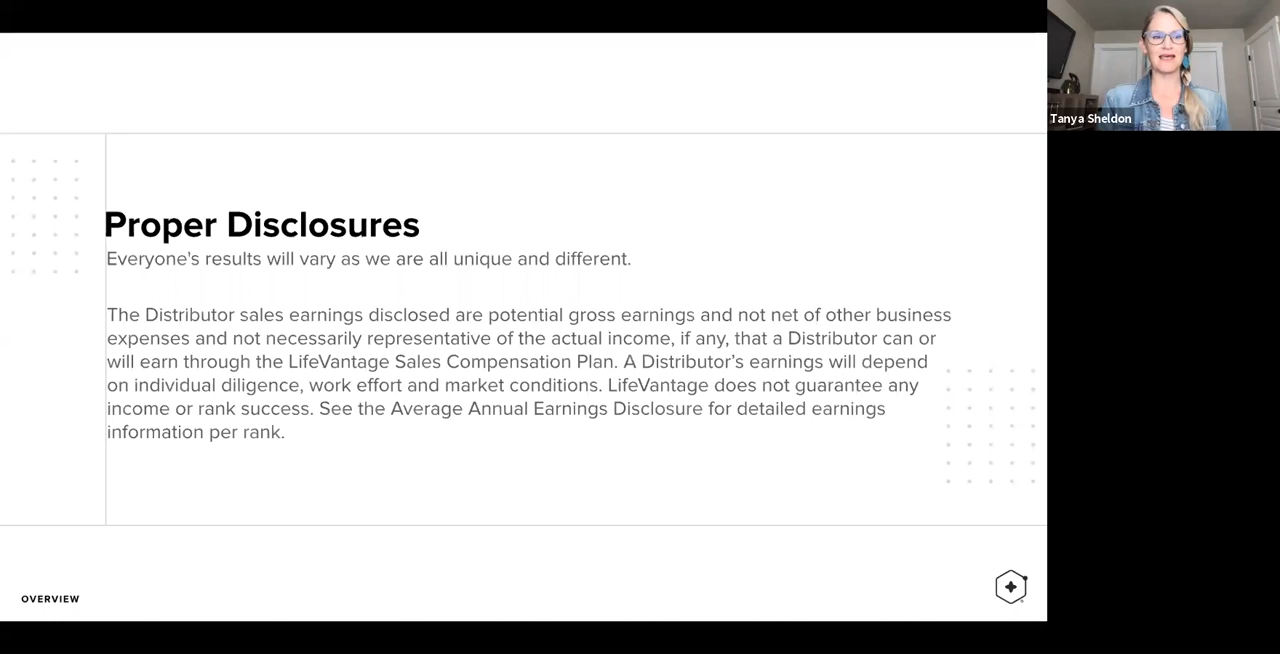 Proper Disclosures
Everyone's results will vary as we are all unique and different.
The Distributor sales earnings disclosed are potential gross earnings and not net of other business
expenses and not necessarily representative of the actual income, if any, that a Distributor can or
will earn through the LifeVantage Sales Compensation Plan. A Distributor’s earnings will depend
on individual diligence, work effort and market conditions. LifeVantage does not guarantee any
income or rank success. See the Average Annual Earnings Disclosure for detailed earnings
information per rank.
OVERVIEW
Tanya Sheldon